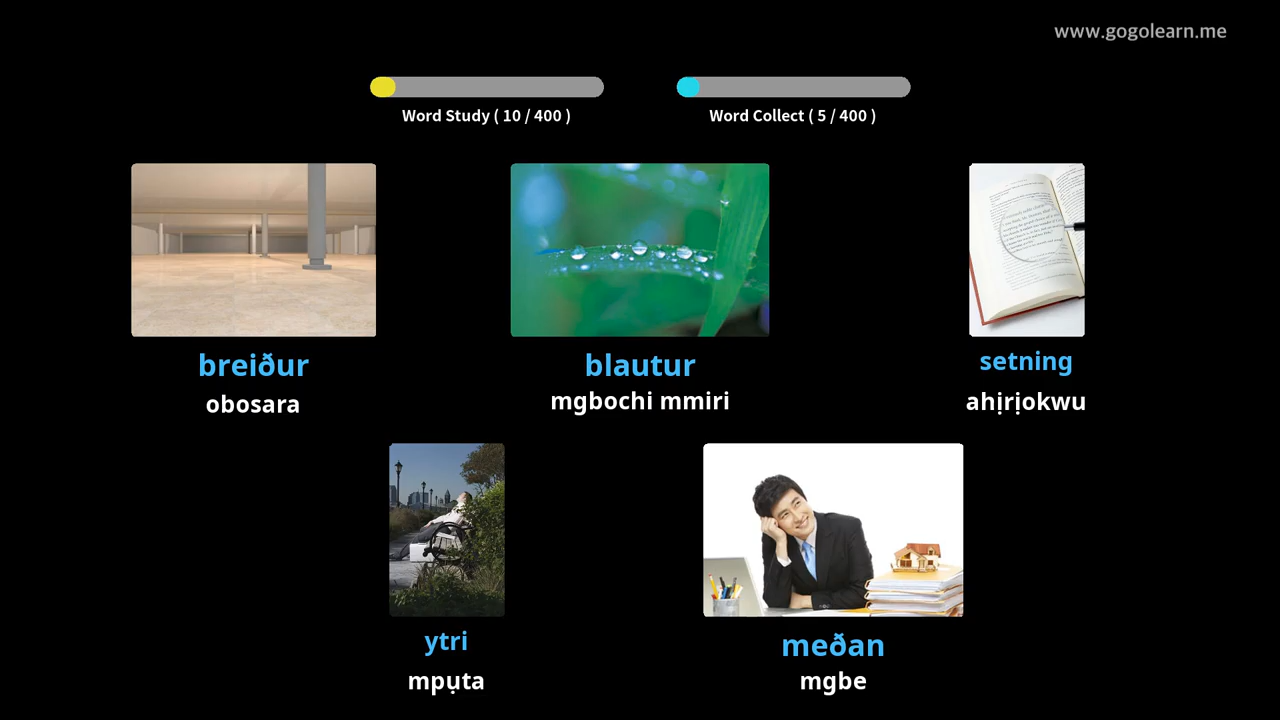 www.gogolearn.me
Word Study ( 10 / 400 )
Word Collect ( 5 / 400 )
breiður
blautur
setning
obosara
mgbochi mmiri
ahịrịokwu
ytri
meðan
mpụta
mgbe